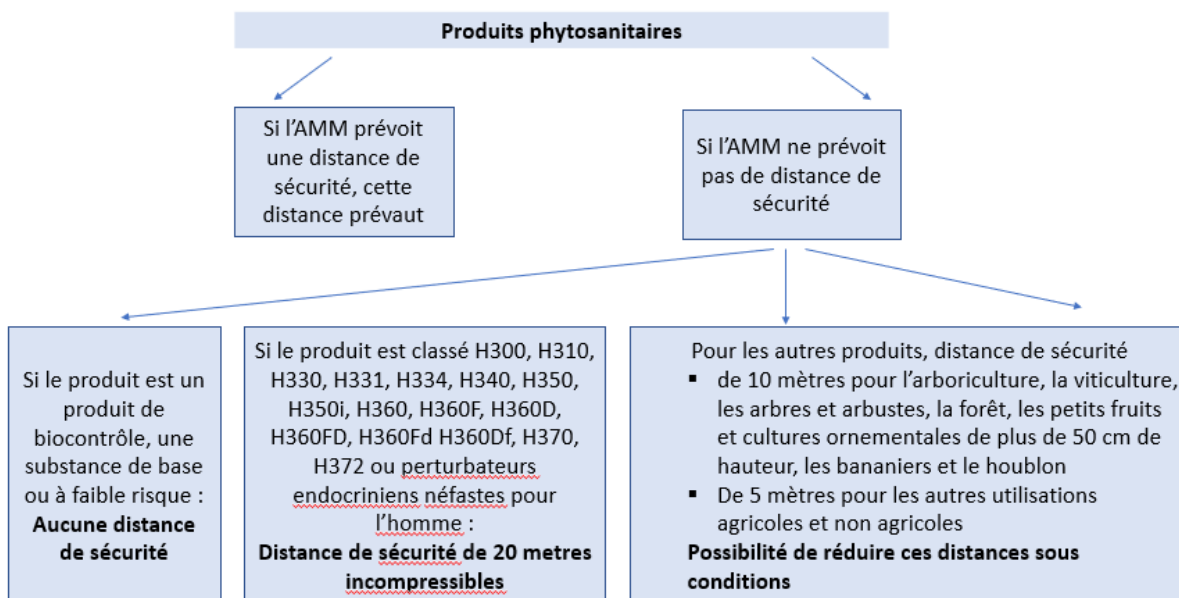 Produits phytosanitaires
Si l'AMM prévoit
une distance de
sécurité, cette
distance prévaut
Si l'AMM ne prévoit
pas de distance de
sécurité
Si le produit est un
produit de
biocontrôle, une
substance de base
ou à faible risque :
Aucune distance
de sécurité
Si le produit est classé H300, H310,
H330, H331, H334, H340, H350,
H350i, H360, H360F, H360D,
H360FD, H360Fd H360Df, H370,
H372 ou perturbateurs
endocriniens néfastes pour
l'homme :
Distance de sécurité de 20 metres
incompressibles
Pour les autres produits, distance de sécurité
▪ de 10 mètres pour l'arboriculture, la viticulture,
les arbres et arbustes, la forêt, les petits fruits
et cultures ornementales de plus de 50 cm de
hauteur, les bananiers et le houblon
▪ De 5 mètres pour les autres utilisations
agricoles et non agricoles
Possibilité de réduire ces distances sous
conditions